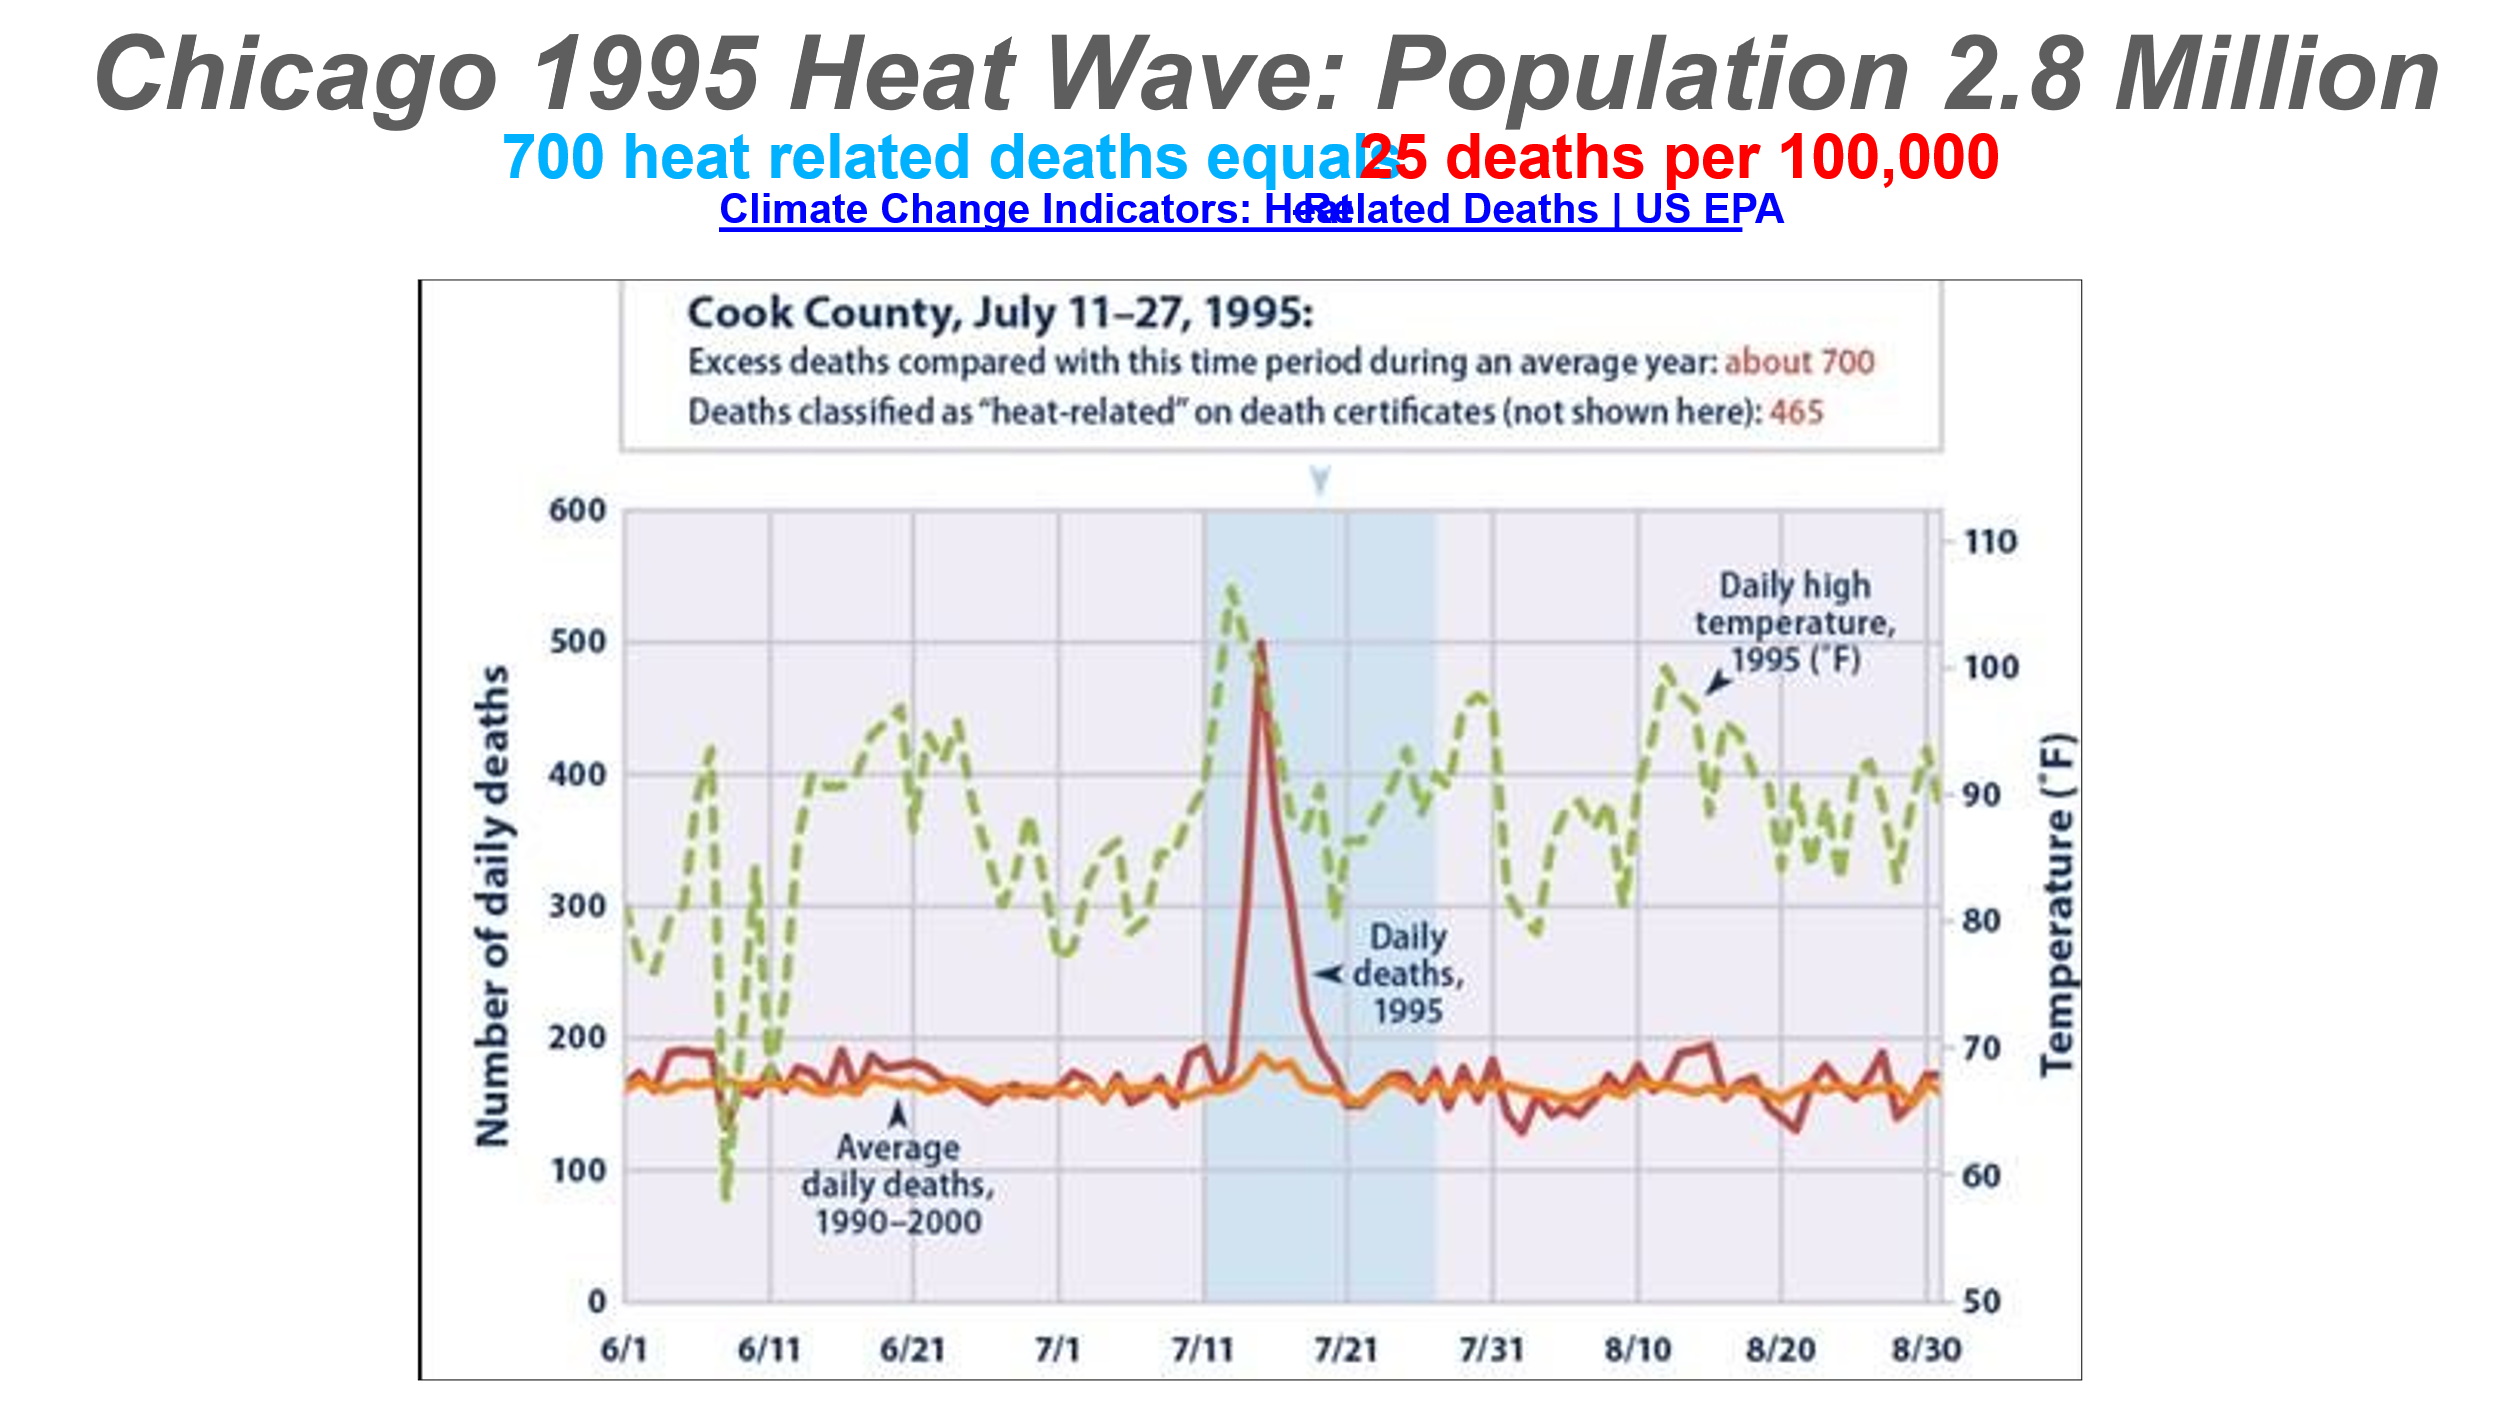 Chicago 1995 Heat Wave: Population 2.8 Million
700 heat related deaths equals 25 deaths per 100,000
Climate Change Indicators: Heat-Related Deaths | US EPA
Cook County, July 11–27, 1995:
Excess deaths compared with this time period during an average year: about 700
Deaths classified as “heat-related” on death certificates (not shown here): 465
Number of daily deaths
600
500
400
300
200
100
0
110
100
90
80
70
60
50
Temperature (˚F)
Daily high
temperature,
1995 (˚F)
Daily
deaths,
1995
Average
daily deaths,
1990–2000
6/1 6/11 6/21 7/1 7/11 7/21 7/31 8/10 8/20 8/30